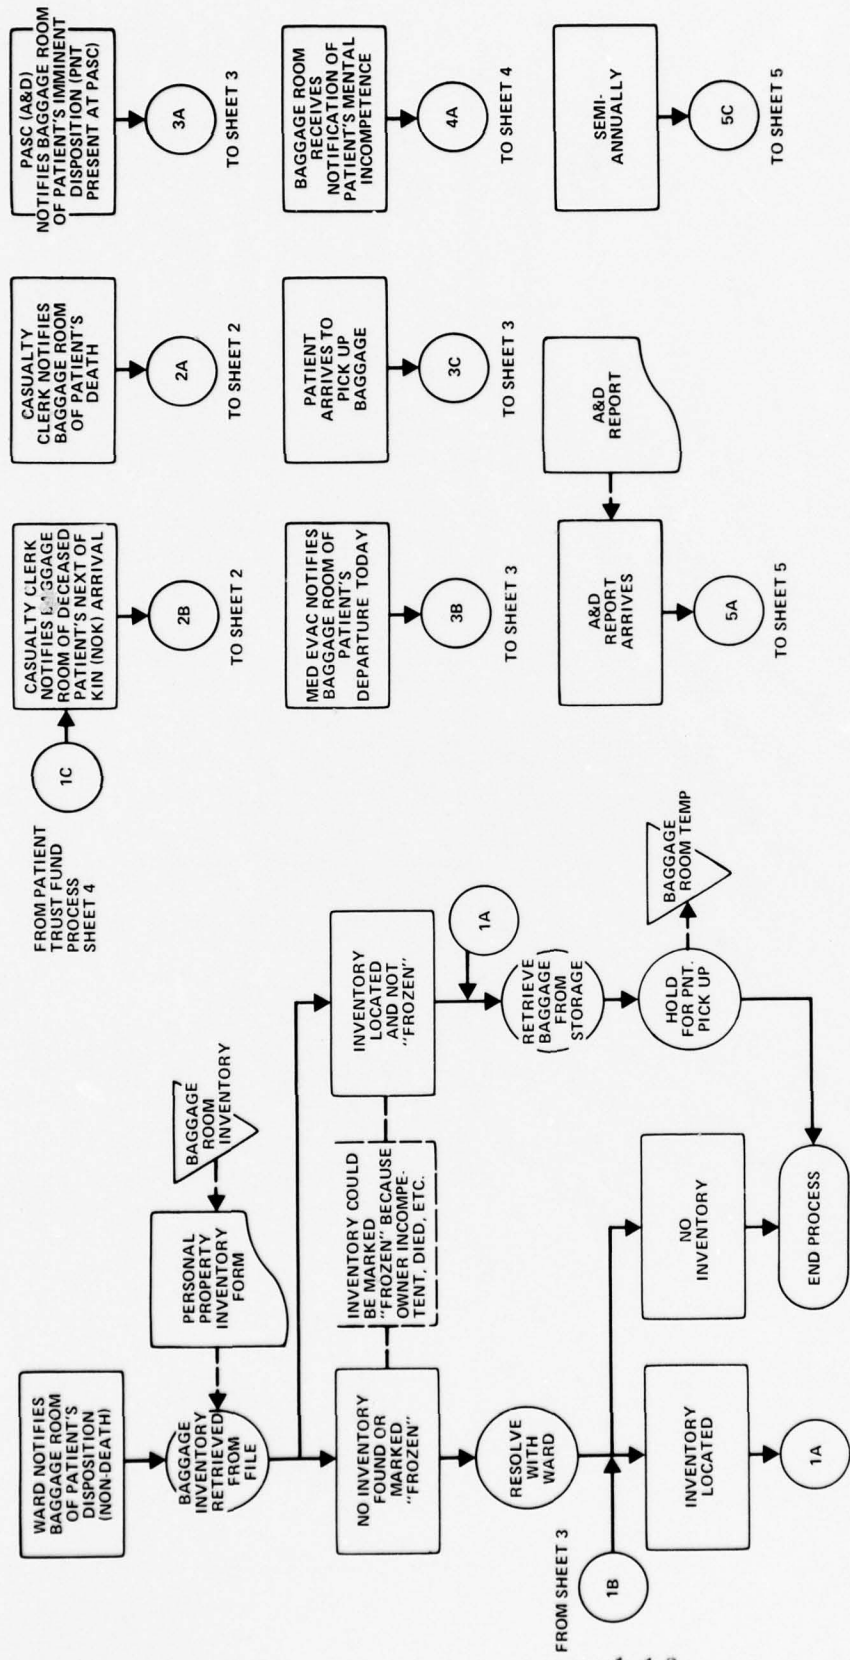 WARD NOTIFIES
BAGGAGE ROOM
OF PATIENT'S
DISPOSITION
(NON-DEATH)
BAGGAGE
INVENTORY
RETRIEVED
FROM
FILE
PERSONAL
PROPERTY
INVENTORY
FORM
BAGGAGE
ROOM
INVENTORY
NO INVENTORY
FOUND OR
MARKED
"FROZEN"
INVENTORY COULD
BE MARKED
"FROZEN" BECAUSE
OWNER INCOMPE-
TENT, DIED, ETC.
INVENTORY
LOCATED
AND NOT
"FROZEN"
1A
RETRIEVE
BAGGAGE
FROM
STORAGE
HOLD
FOR PNT.
PICK UP
BAGGAGE
ROOM TEMP
RESOLVE
WITH
WARD
FROM SHEET 3
1B
INVENTORY
LOCATED
1A
NO
INVENTORY
END PROCESS
FROM PATIENT
TRUST FUND
PROCESS
SHEET 4
1C
CASUALTY CLERK
NOTIFIES BAGGAGE
ROOM OF DECEASED
PATIENT'S NEXT OF
KIN (NOK) ARRIVAL
2B
TO SHEET 2
CASUALTY
CLERK NOTIFIES
BAGGAGE ROOM
OF PATIENT'S
DEATH
2A
TO SHEET 2
PASC (A&D)
NOTIFIES BAGGAGE ROOM
OF PATIENT'S IMMINENT
DISPOSITION (PNT
PRESENT AT PASC)
3A
TO SHEET 3
MED EVAC NOTIFIES
BAGGAGE ROOM OF
PATIENT'S
DEPARTURE TODAY
3B
TO SHEET 3
PATIENT
ARRIVES TO
PICK UP
BAGGAGE
3C
TO SHEET 3
BAGGAGE ROOM
RECEIVES
NOTIFICATION OF
PATIENT'S MENTAL
INCOMPETENCE
4A
TO SHEET 4
A&D
REPORT
ARRIVES
5A
TO SHEET 5
A&D
REPORT
SEMI-
ANNUALLY
5C
TO SHEET 5